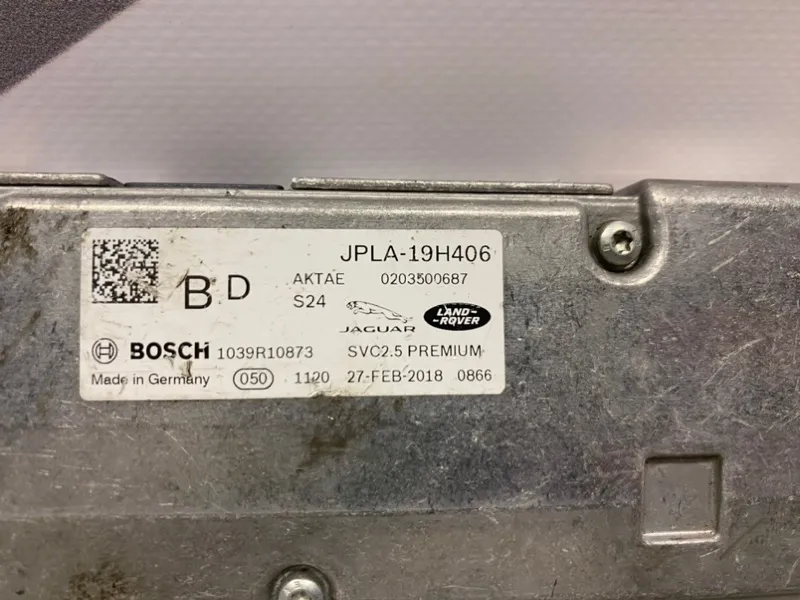 JPLA-19H406
B D
AKTAE 0203500687
S24
JAGUAR
LAND-
-ROVER
BOSCH 1039R10873 SVC2.5 PREMIUM
Made in Germany 050 1120 27-FEB-2018 0866